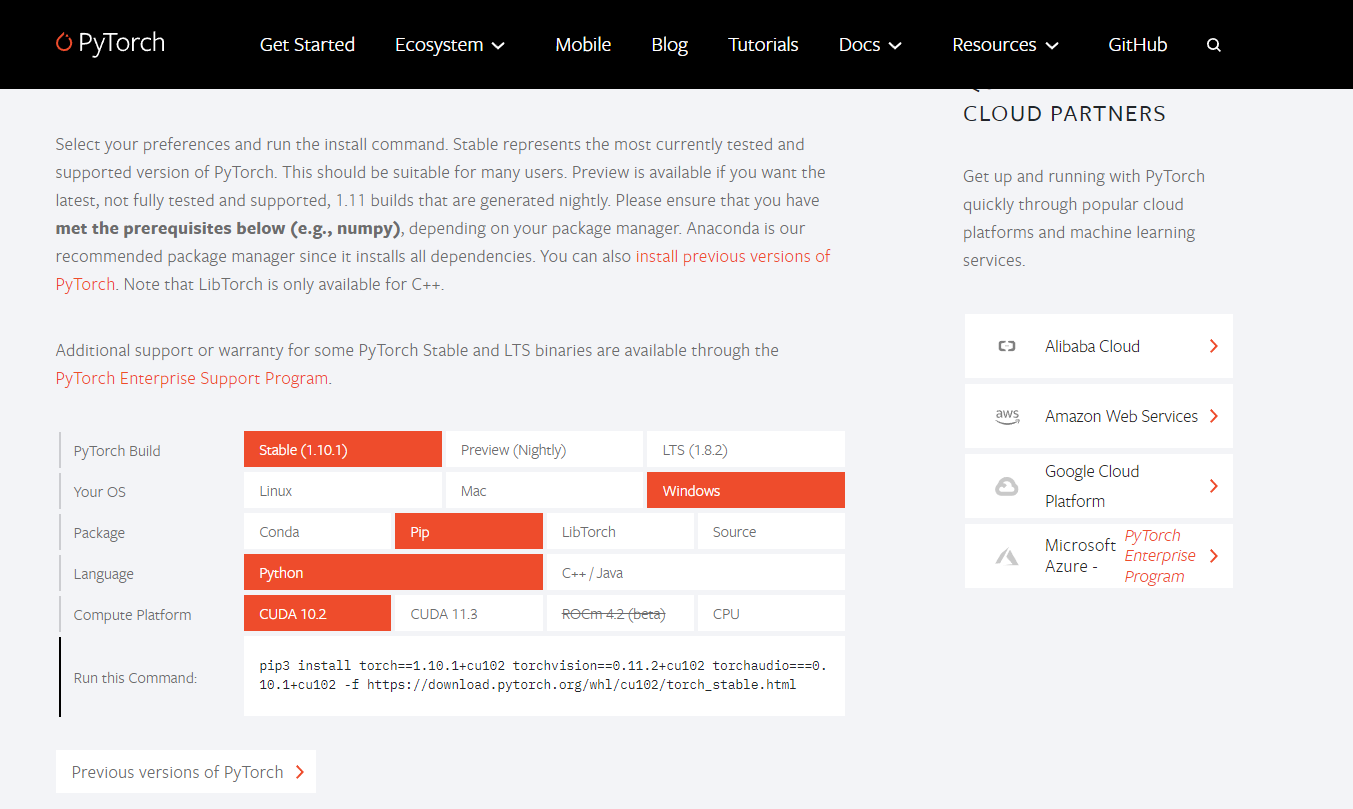 PyTorch
Get Started
Ecosystem
Mobile
Blog
Tutorials
Docs
Resources
GitHub
Select your preferences and run the install command. Stable represents the most currently tested and
supported version of PyTorch. This should be suitable for many users. Preview is available if you want the
latest, not fully tested and supported, 1.11 builds that are generated nightly. Please ensure that you have
met the prerequisites below (e.g., numpy), depending on your package manager. Anaconda is our
recommended package manager since it installs all dependencies. You can also install previous versions of
PyTorch. Note that LibTorch is only available for C++.
Additional support or warranty for some PyTorch Stable and LTS binaries are available through the
PyTorch Enterprise Support Program.
PyTorch Build
Stable (1.10.1)
Preview (Nightly)
LTS (1.8.2)
Your OS
Linux
Mac
Windows
Package
Conda
Pip
LibTorch
Source
Language
Python
C++ / Java
Compute Platform
CUDA 10.2
CUDA 11.3
ROCm 4.2 (beta)
CPU
Run this Command:
pip3 install torch==1.10.1+cu102 torchvision==0.11.2+cu102 torchaudio===0.
10.1+cu102 -f https://download.pytorch.org/whl/cu102/torch_stable.html
Previous versions of PyTorch
CLOUD PARTNERS
Get up and running with PyTorch
quickly through popular cloud
platforms and machine learning
services.
Alibaba Cloud
aws
Amazon Web Services
Google Cloud
Platform
Microsoft
Azure -
PyTorch
Enterprise
Program